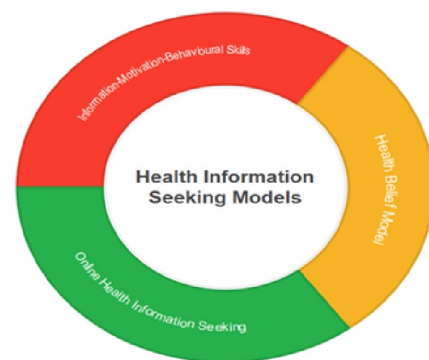 Information-Motivation-Behavioural Skills
Health Belief Model
Health Information
Seeking Models
Online Health Information Seeking